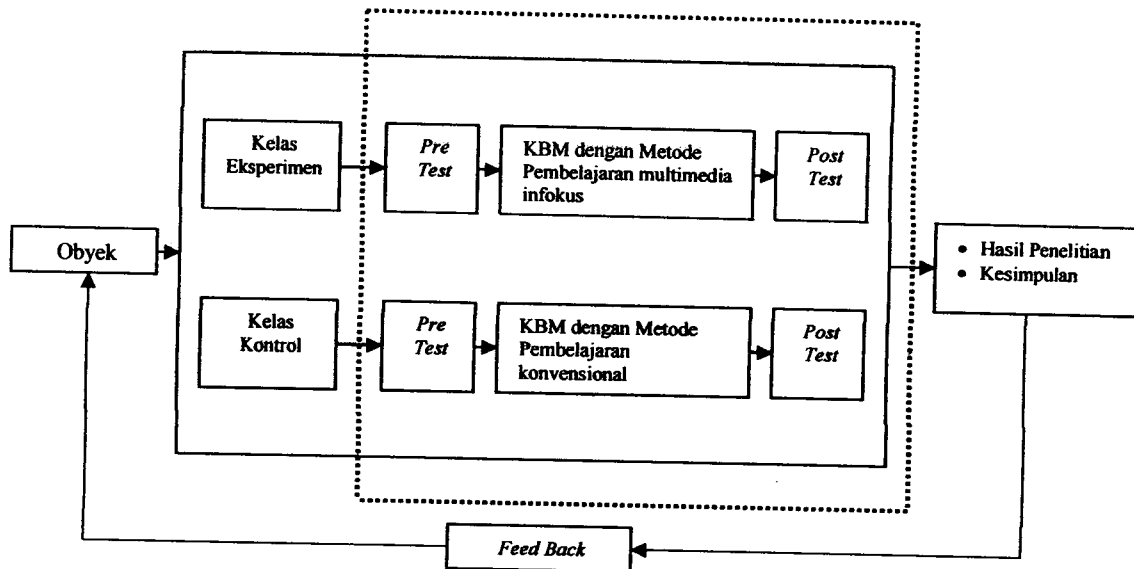 Kelas
Eksperimen
Pre
Test
KBM dengan Metode
Pembelajaran multimedia
infokus
Post
Test
Obyek
• Hasil Penelitian
• Kesimpulan
Kelas
Kontrol
Pre
Test
KBM dengan Metode
Pembelajaran
konvensional
Post
Test
Feed Back